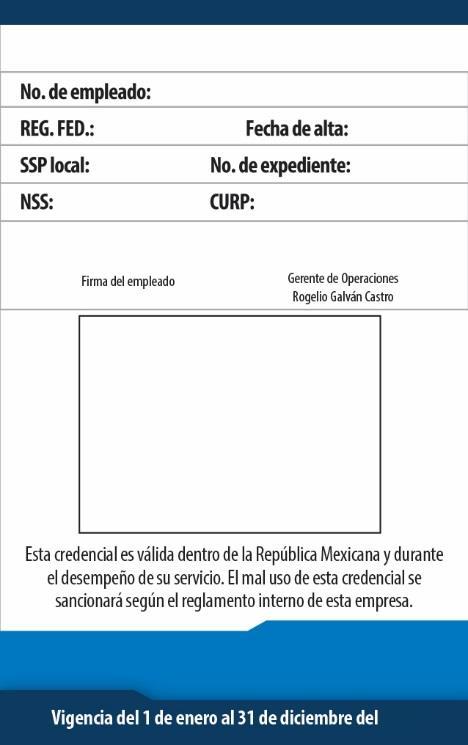 No. de empleado:
REG. FED.: Fecha de alta:
SSP local: No. de expediente:
NSS: CURP:
Firma del empleado
Gerente de Operaciones
Rogelio Galván Castro
Esta credencial es válida dentro de la República Mexicana y durante
el desempeño de su servicio. El mal uso de esta credencial se
sancionará según el reglamento interno de esta empresa.
Vigencia del 1 de enero al 31 de diciembre del